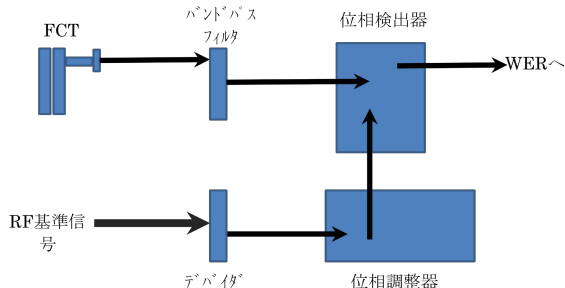 FCT
ﾊﾞﾝﾄﾞﾊﾟｽ
ﾌｨﾙﾀ
位相検出器
WERへ
RF基準信
号
ﾃﾞﾊﾞｲﾀﾞ
位相調整器